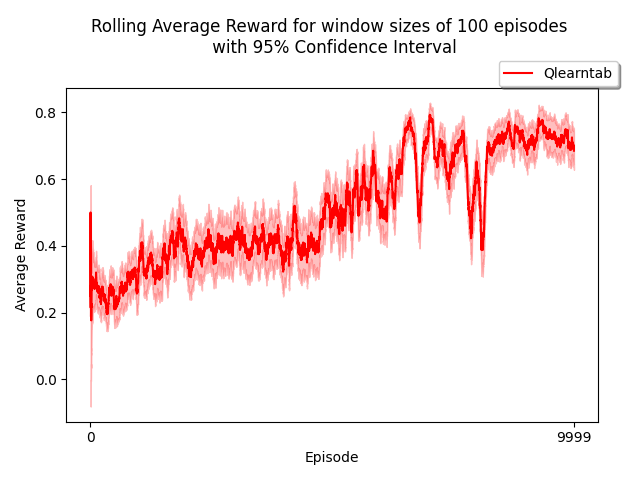 Rolling Average Reward for window sizes of 100 episodes
with 95% Confidence Interval
Qlearntab
0.8
0.6
0.4
0.2
0.0
Average Reward
0
9999
Episode